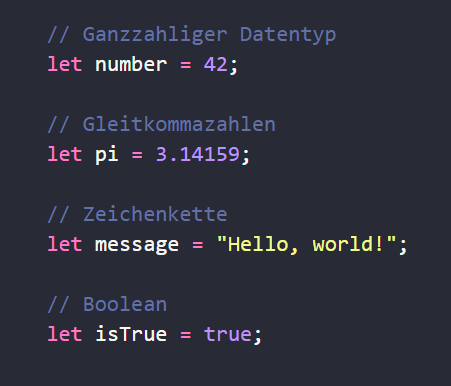 // Ganzzahliger Datentyp
let number = 42;
// Gleitkommazahlen
let pi = 3.14159;
// Zeichenkette
let message = "Hello, world!";
// Boolean
let isTrue = true;